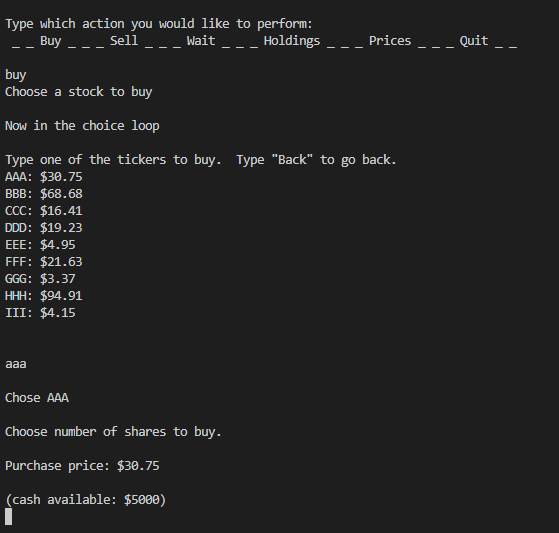 Type which action you would like to perform:
_ _ Buy _ _ _ Sell _ _ _ Wait _ _ _ Holdings _ _ _ Prices _ _ _ Quit _ _
buy
Choose a stock to buy
Now in the choice loop
Type one of the tickers to buy.  Type "Back" to go back.
AAA: $30.75
BBB: $68.68
CCC: $16.41
DDD: $19.23
EEE: $4.95
FFF: $21.63
GGG: $3.37
HHH: $94.91
III: $4.15
aaa
Chose AAA
Choose number of shares to buy.
Purchase price: $30.75
(cash available: $5000)